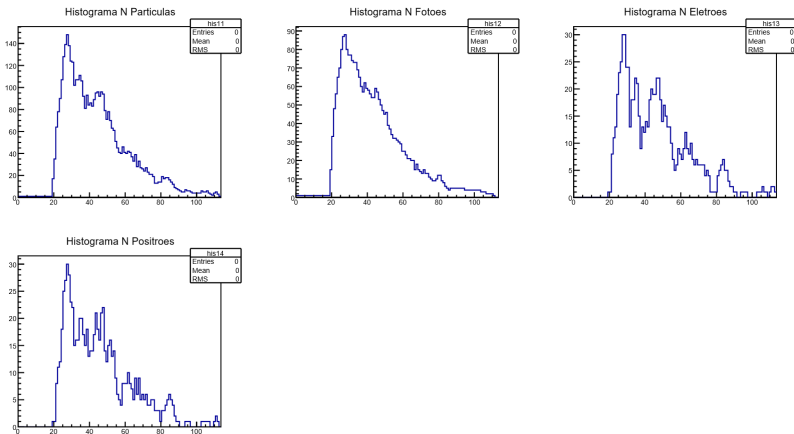 Histograma N Particulas
his11
Entries 0
Mean 0
RMS 0
140
120
100
80
60
40
20
0
0 20 40 60 80 100
Histograma N Fotoes
his12
Entries 0
Mean 0
RMS 0
90
80
70
60
50
40
30
20
10
0
0 20 40 60 80 100
Histograma N Eletroes
his13
Entries 0
Mean 0
RMS 0
30
25
20
15
10
5
0
0 20 40 60 80 100
Histograma N Positroes
his14
Entries 0
Mean 0
RMS 0
30
25
20
15
10
5
0
0 20 40 60 80 100